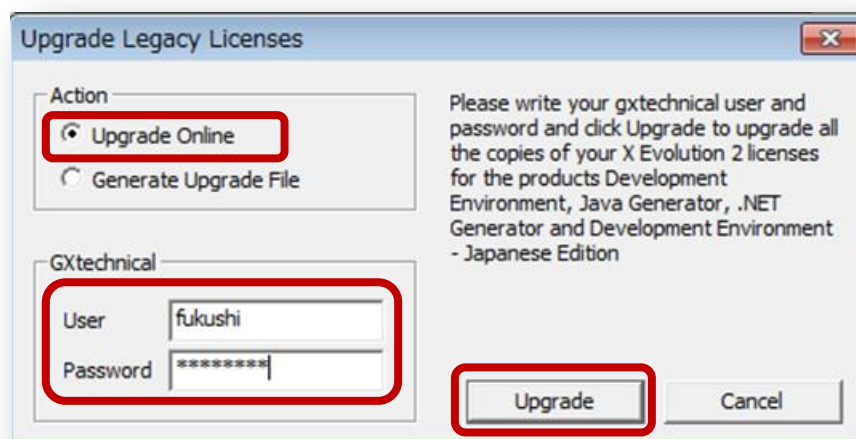 Upgrade Legacy Licenses
Action
Upgrade Online
Generate Upgrade File
Please write your gxtechnical user and
password and click Upgrade to upgrade all
the copies of your X Evolution 2 licenses
for the products Development
Environment, Java Generator, .NET
Generator and Development Environment
- Japanese Edition
GXtechnical
User fukushi
Password ********
Upgrade Cancel